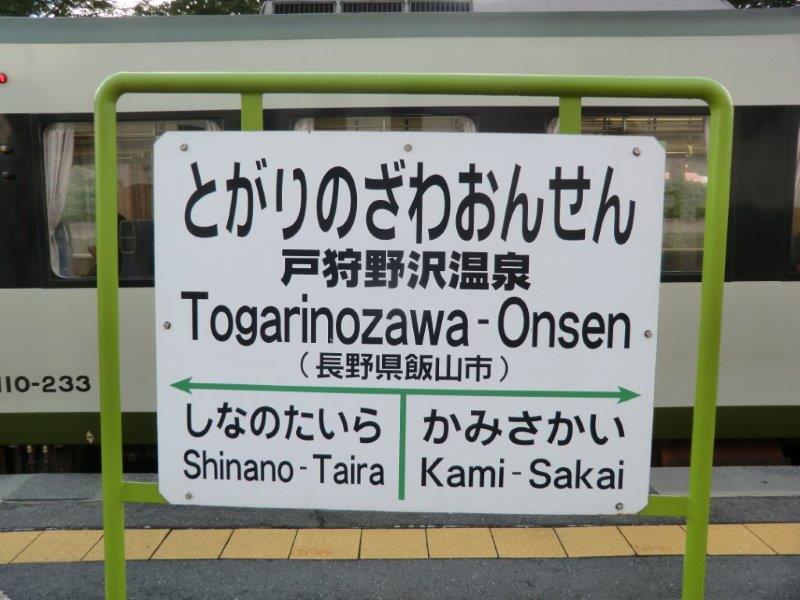 とがりのざわおんせん
戸狩野沢温泉
Togarinozawa-Onsen
（長野県飯山市）
しなのたいら かみさかい
Shinano-Taira Kami-Sakai
110-233